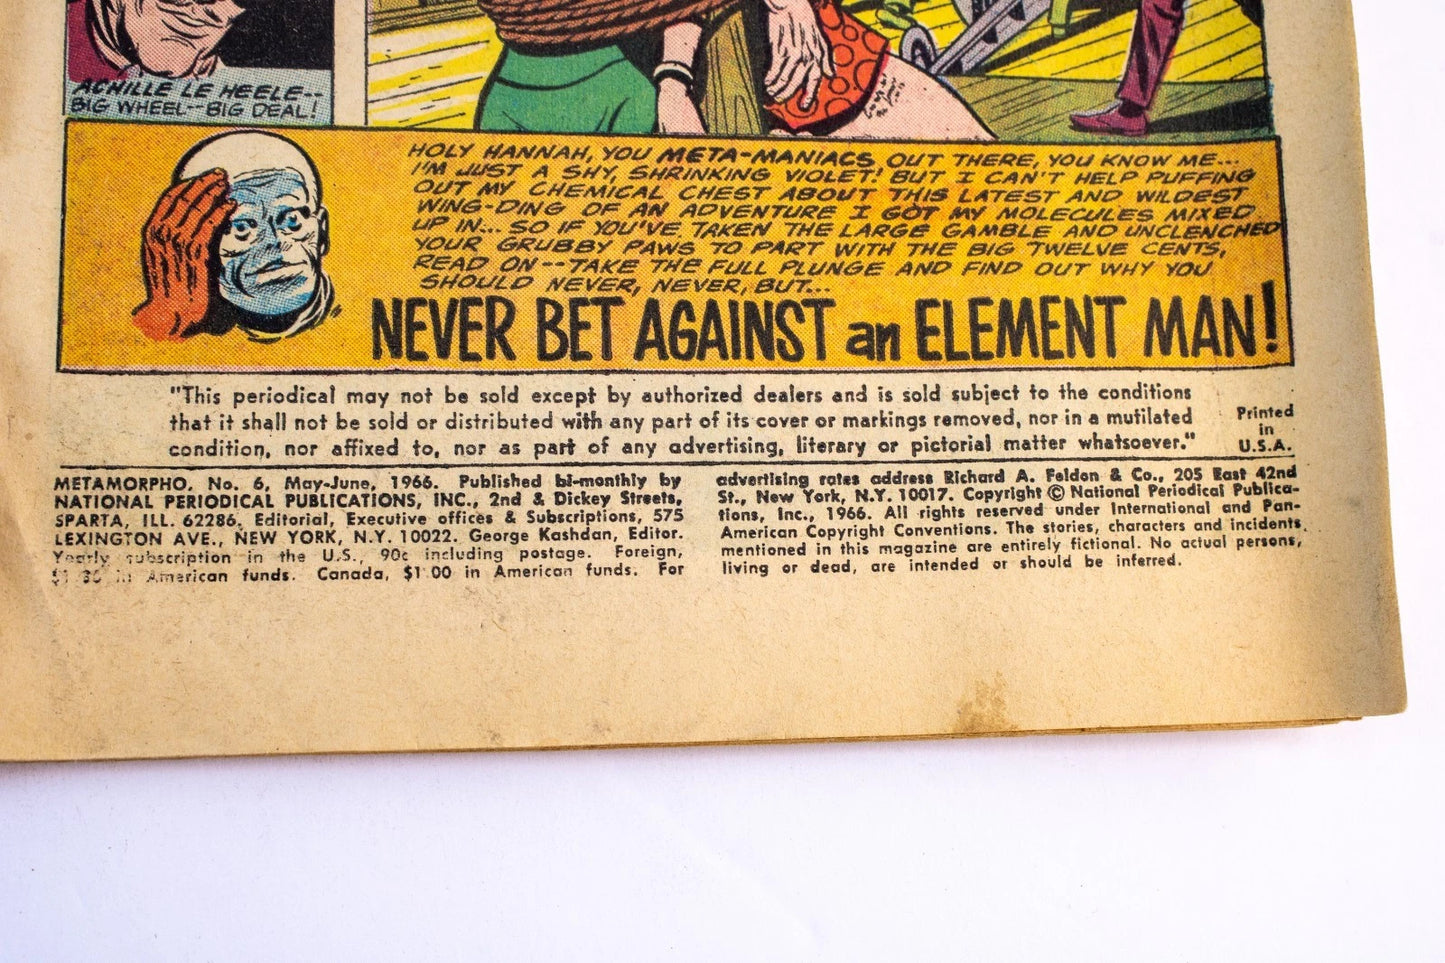 ACHILLE LE HEELE--
BIG WHEEL--BIG DEAL!
HOLY HANNAH, YOU META-MANIACS OUT THERE, YOU KNOW ME...
I'M JUST A SHY, SHRINKING VIOLET! BUT I CAN'T HELP PUFFING
OUT MY CHEMICAL CHEST ABOUT THIS LATEST AND WILDEST
WING-DING OF AN ADVENTURE I GOT MY MOLECULES MIXED
UP IN... SO IF YOU'VE TAKEN THE LARGE GAMBLE AND UNCLENCHED
YOUR GRUBBY PAWS TO PART WITH THE BIG TWELVE CENTS,
READ ON--TAKE THE FULL PLUNGE AND FIND OUT WHY YOU
SHOULD NEVER, NEVER, BUT...
NEVER BET AGAINST an ELEMENT MAN!
"This periodical may not be sold except by authorized dealers and is sold subject to the conditions
that it shall not be sold or distributed with any part of its cover or markings removed, nor in a mutilated
condition, nor affixed to, nor as part of any advertising, literary or pictorial matter whatsoever."
Printed
in
U.S.A.
METAMORPHO, No. 6, May-June, 1966. Published bi-monthly by
NATIONAL PERIODICAL PUBLICATIONS, INC., 2nd & Dickey Streets,
SPARTA, ILL. 62286. Editorial, Executive offices & Subscriptions, 575
LEXINGTON AVE., NEW YORK, N.Y. 10022. George Kashdan, Editor.
Yearly subscription in the U.S., 90c including postage. Foreign,
in American funds. Canada, $1.00 in American funds. For
advertising rates address Richard A. Feldon & Co., 205 East 42nd
St., New York, N.Y. 10017. Copyright © National Periodical Publica-
tions, Inc., 1966. All rights reserved under International and Pan-
American Copyright Conventions. The stories, characters and incidents
mentioned in this magazine are entirely fictional. No actual persons,
living or dead, are intended or should be inferred.